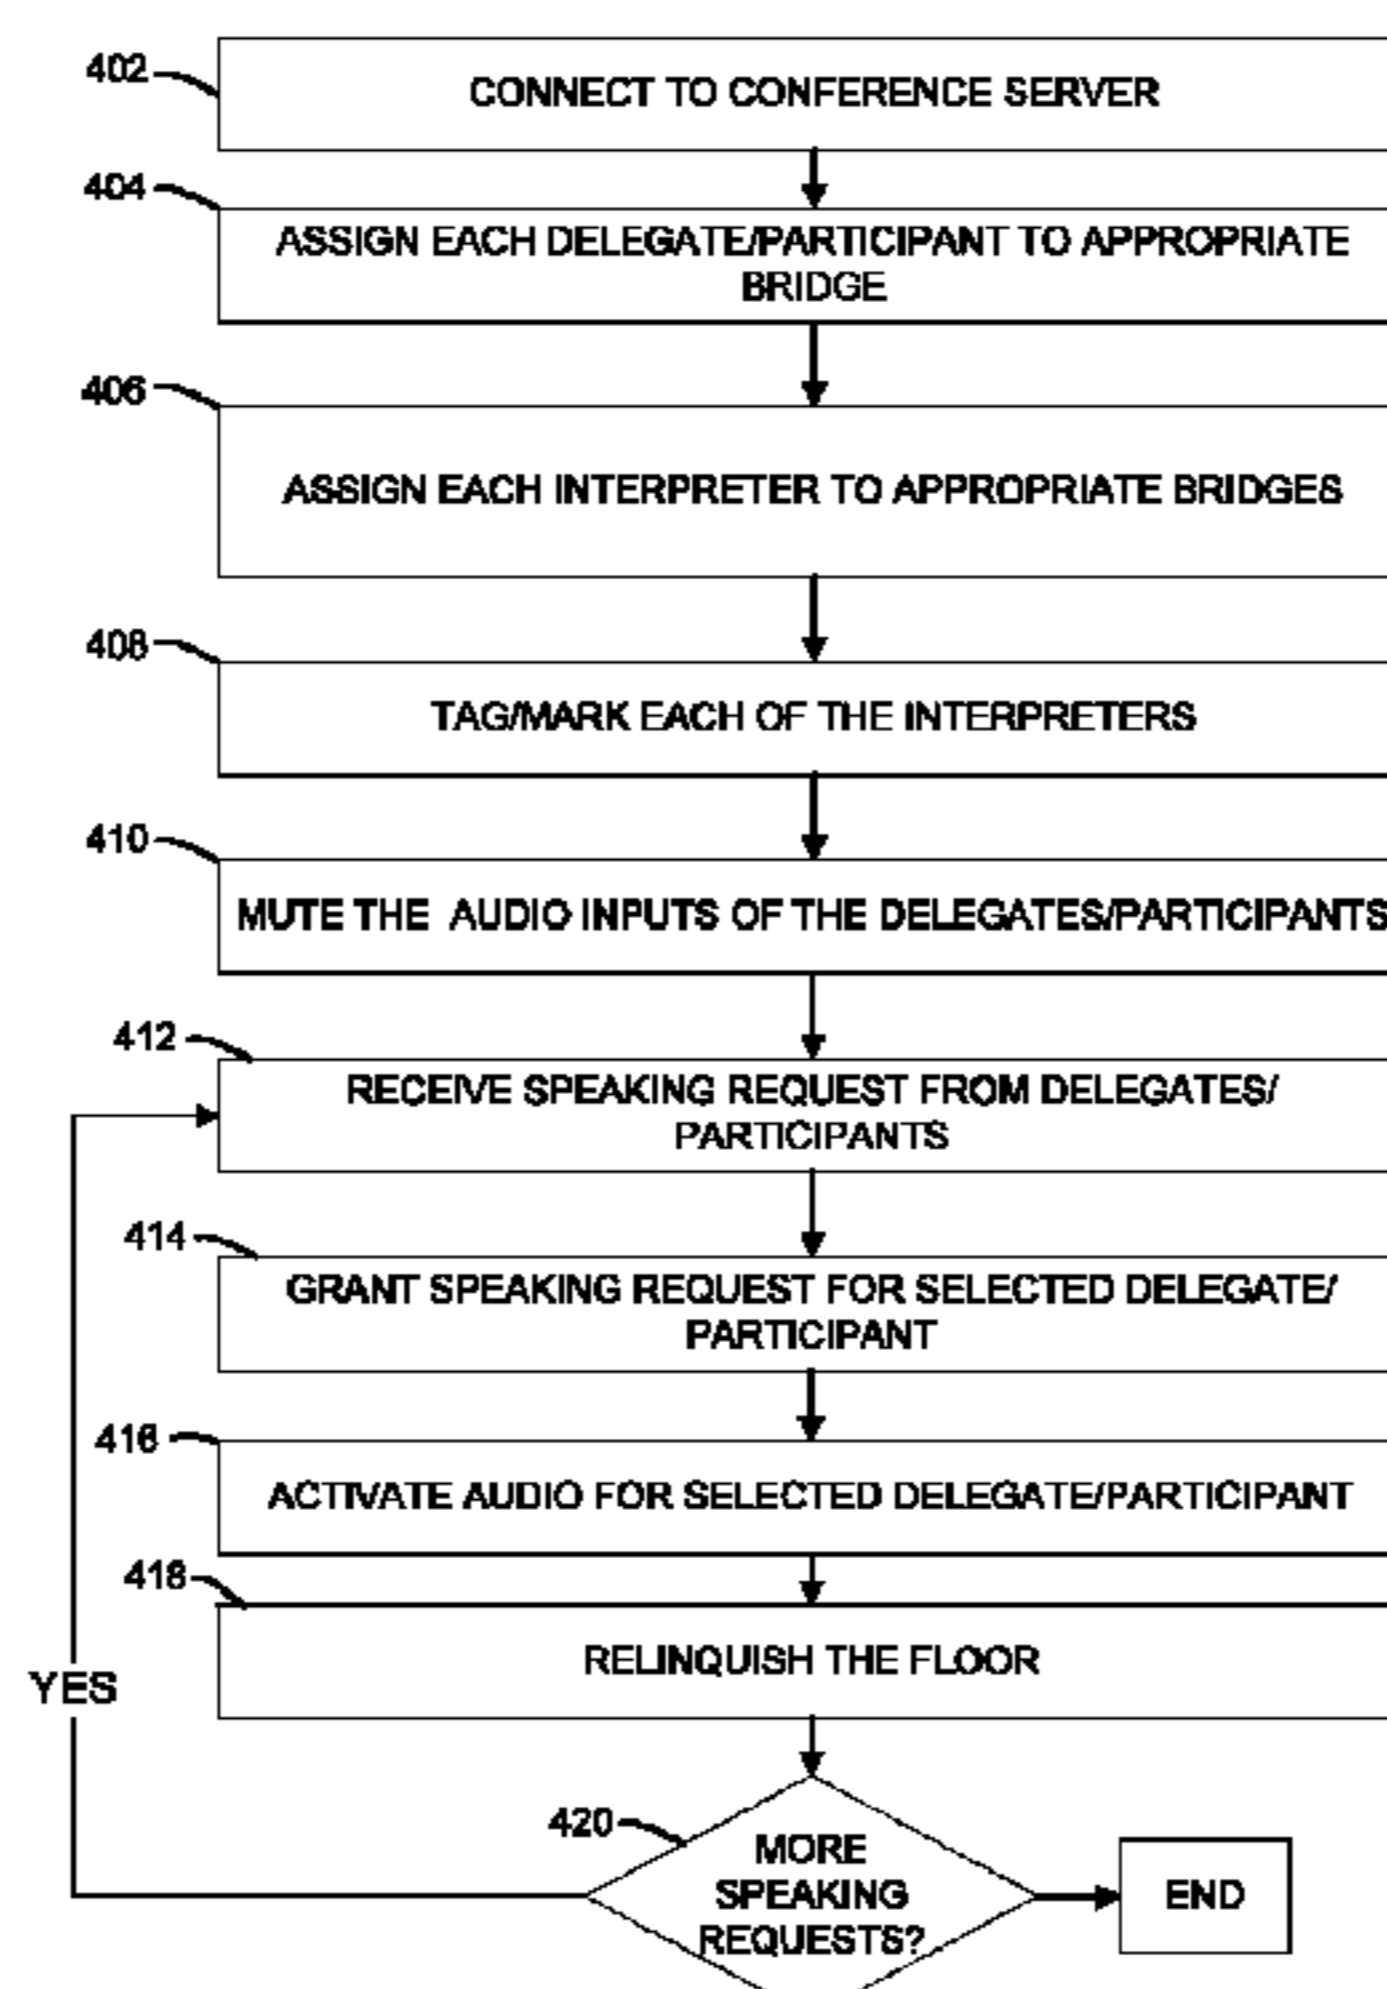 402
CONNECT TO CONFERENCE SERVER
404
ASSIGN EACH DELEGATE/PARTICIPANT TO APPROPRIATE
BRIDGE
406
ASSIGN EACH INTERPRETER TO APPROPRIATE BRIDGES
408
TAG/MARK EACH OF THE INTERPRETERS
410
MUTE THE AUDIO INPUTS OF THE DELEGATES/PARTICIPANTS
412
RECEIVE SPEAKING REQUEST FROM DELEGATES/
PARTICIPANTS
414
GRANT SPEAKING REQUEST FOR SELECTED DELEGATE/
PARTICIPANT
416
ACTIVATE AUDIO FOR SELECTED DELEGATE/PARTICIPANT
418
RELINQUISH THE FLOOR
YES
420
MORE
SPEAKING
REQUESTS?
END